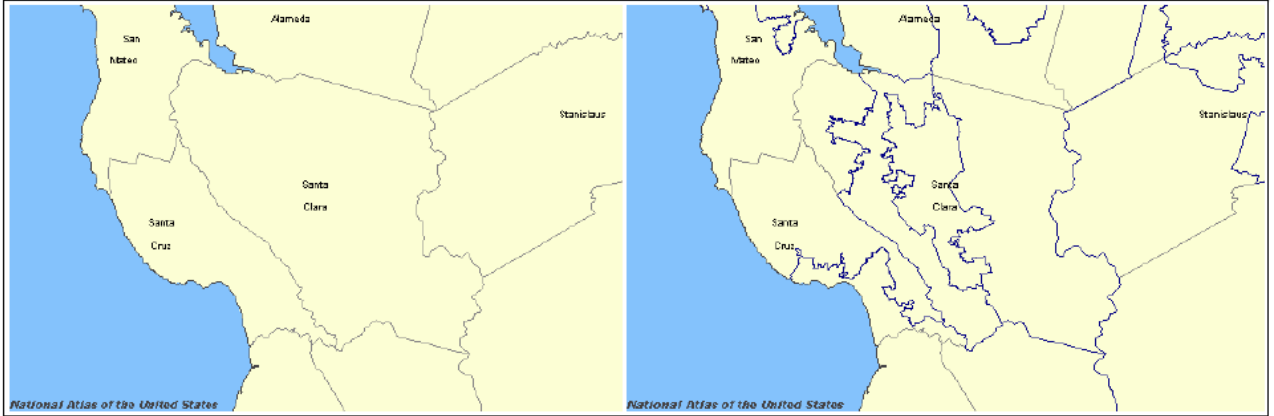 Alameda
San
Mateo
Stanislaus
Santa
Clara
Santa
Cruz
National Atlas of the United States
Alameda
San
Mateo
Stanislaus
Santa
Clara
Santa
Cruz
National Atlas of the United States